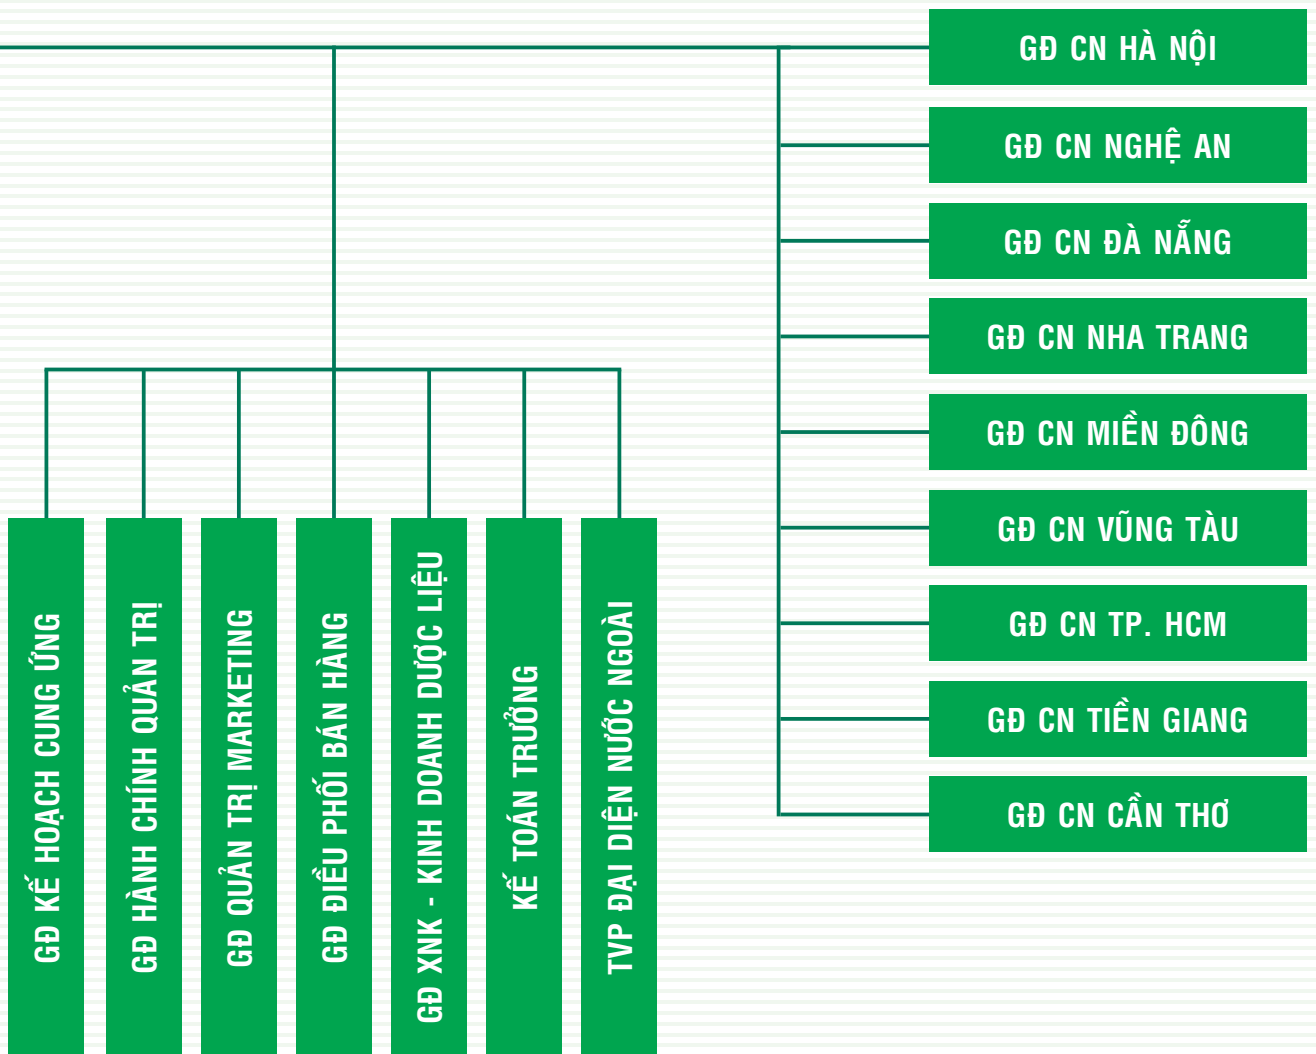 GĐ CN HÀ NỘI
GĐ CN NGHỆ AN
GĐ CN ĐÀ NẴNG
GĐ CN NHA TRANG
GĐ CN MIỀN ĐÔNG
GĐ CN VŨNG TÀU
GĐ CN TP. HCM
GĐ CN TIỀN GIANG
GĐ CN CẦN THƠ
GĐ KẾ HOẠCH CUNG ỨNG
GĐ HÀNH CHÍNH QUẢN TRỊ
GĐ QUẢN TRỊ MARKETING
GĐ ĐIỀU PHỐI BÁN HÀNG
GĐ XNK - KINH DOANH DƯỢC LIỆU
KẾ TOÁN TRƯỞNG
TVP ĐẠI DIỆN NƯỚC NGOÀI